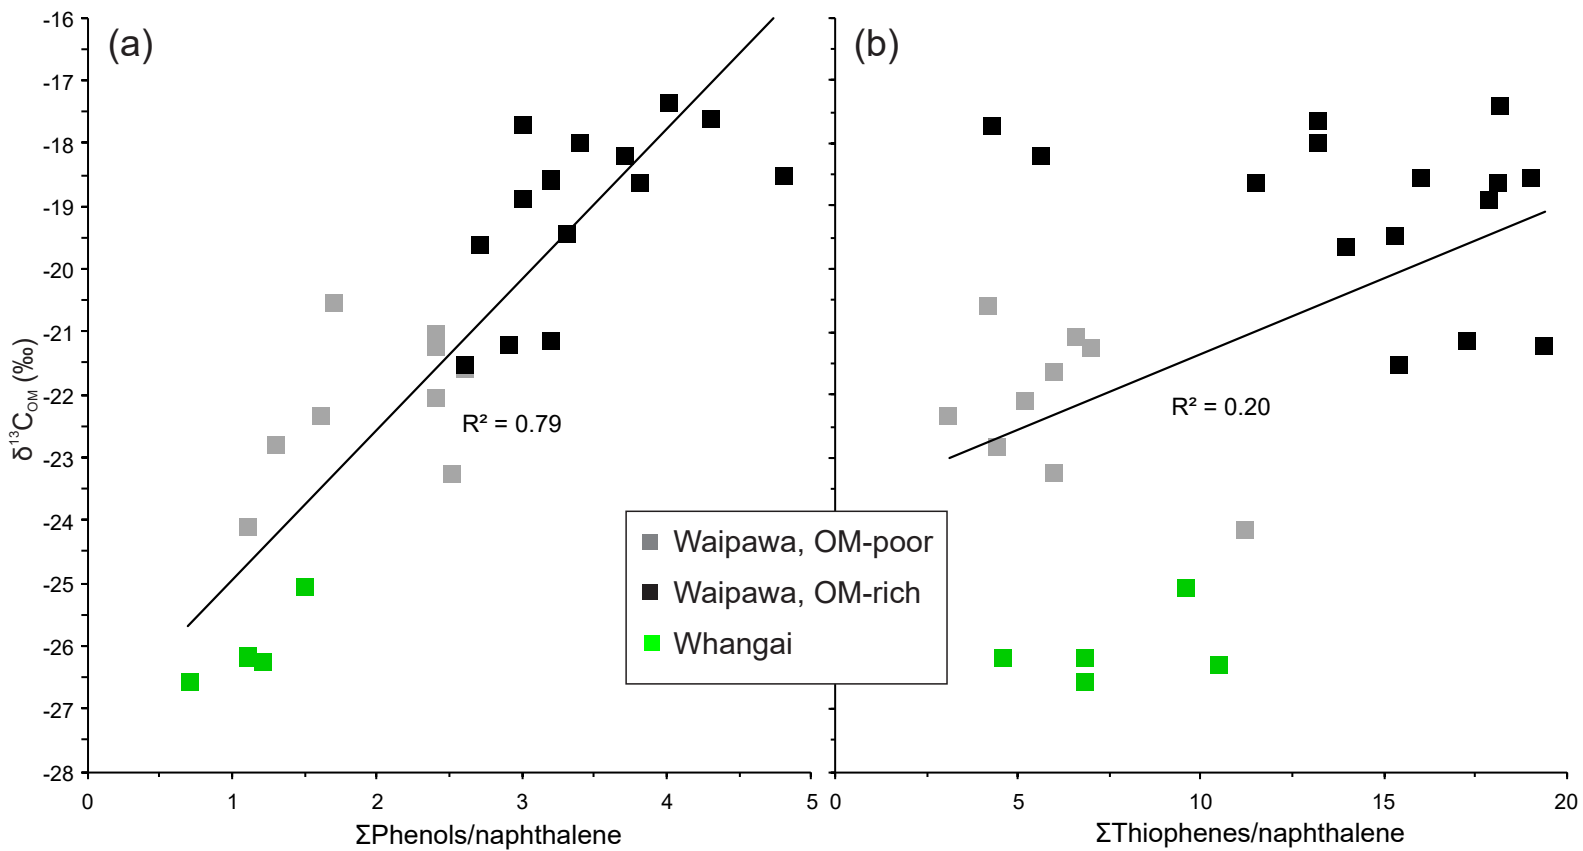 (a)
(b)
-16
-17
-18
-19
-20
-21
-22
-23
-24
-25
-26
-27
-28
δ¹³C_OM (‰)
R² = 0.79
R² = 0.20
Waipawa, OM-poor
Waipawa, OM-rich
Whangai
0 1 2 3 4 5
0 5 10 15 20
ΣPhenols/naphthalene
ΣThiophenes/naphthalene